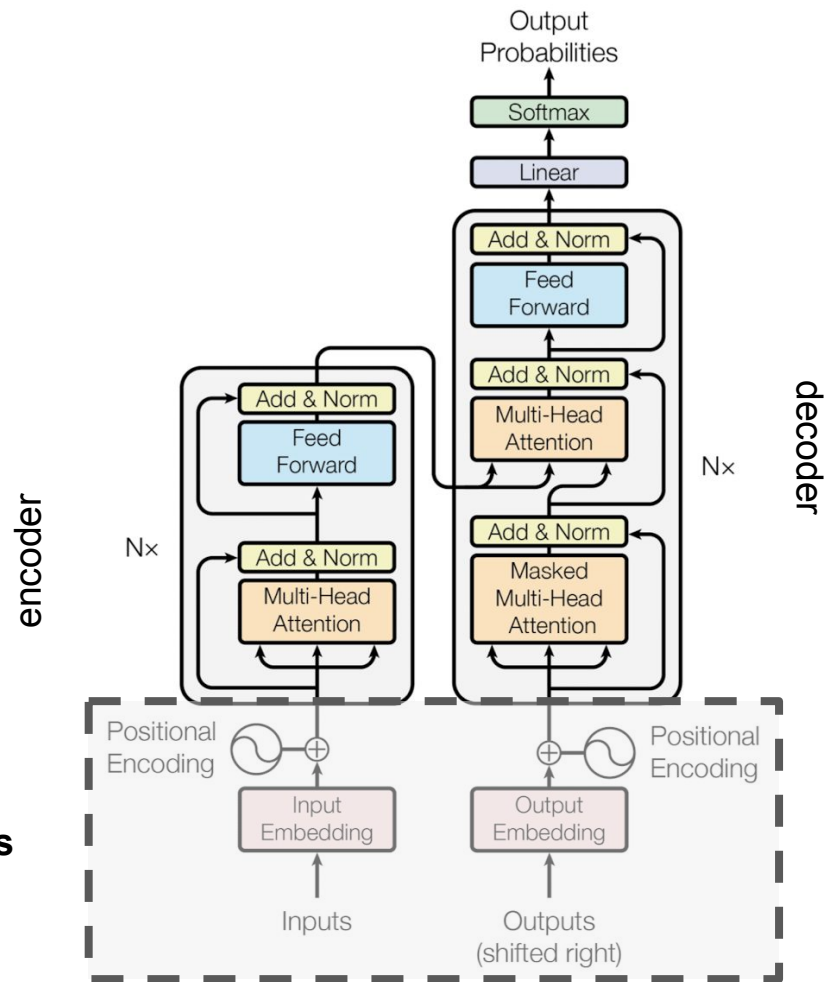 Output
Probabilities
Softmax
Linear
Add & Norm
Feed
Forward
Add & Norm
Multi-Head
Attention
Add & Norm
Masked
Multi-Head
Attention
Nx
decoder
encoder
Nx
Add & Norm
Feed
Forward
Add & Norm
Multi-Head
Attention
Positional
Encoding
Input
Embedding
Inputs
Positional
Encoding
Output
Embedding
Outputs
(shifted right)
s